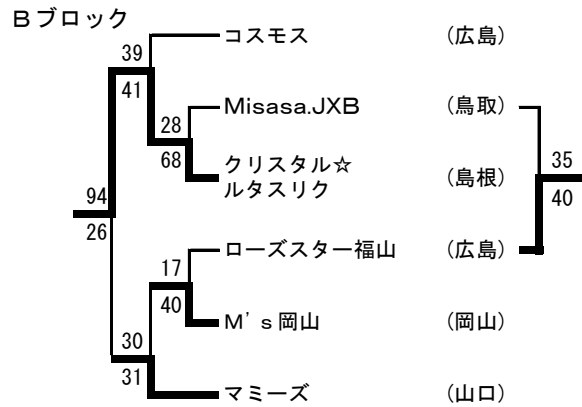 Bブロック
39
コスモス (広島)
41
28
Misasa.JXB (鳥取)
68
クリスタル☆
ルタスリク (島根)
35
40
94
26
17
ローズスター福山 (広島)
40
M's岡山 (岡山)
30
31
マミーズ (山口)